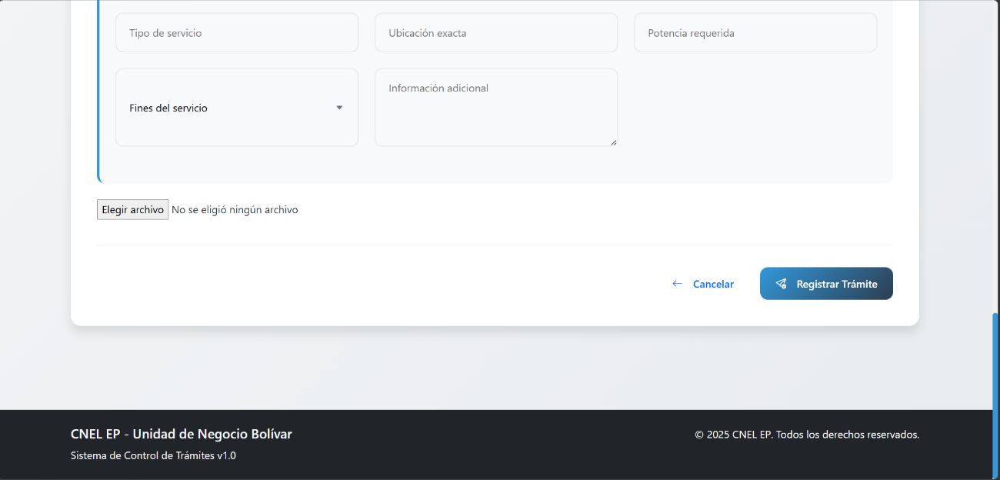 Tipo de servicio
Ubicación exacta
Potencia requerida
Fines del servicio
Información adicional
Elegir archivo No se eligió ningún archivo
Cancelar
Registrar Trámite
CNEL EP - Unidad de Negocio Bolívar
Sistema de Control de Trámites v1.0
© 2025 CNEL EP. Todos los derechos reservados.